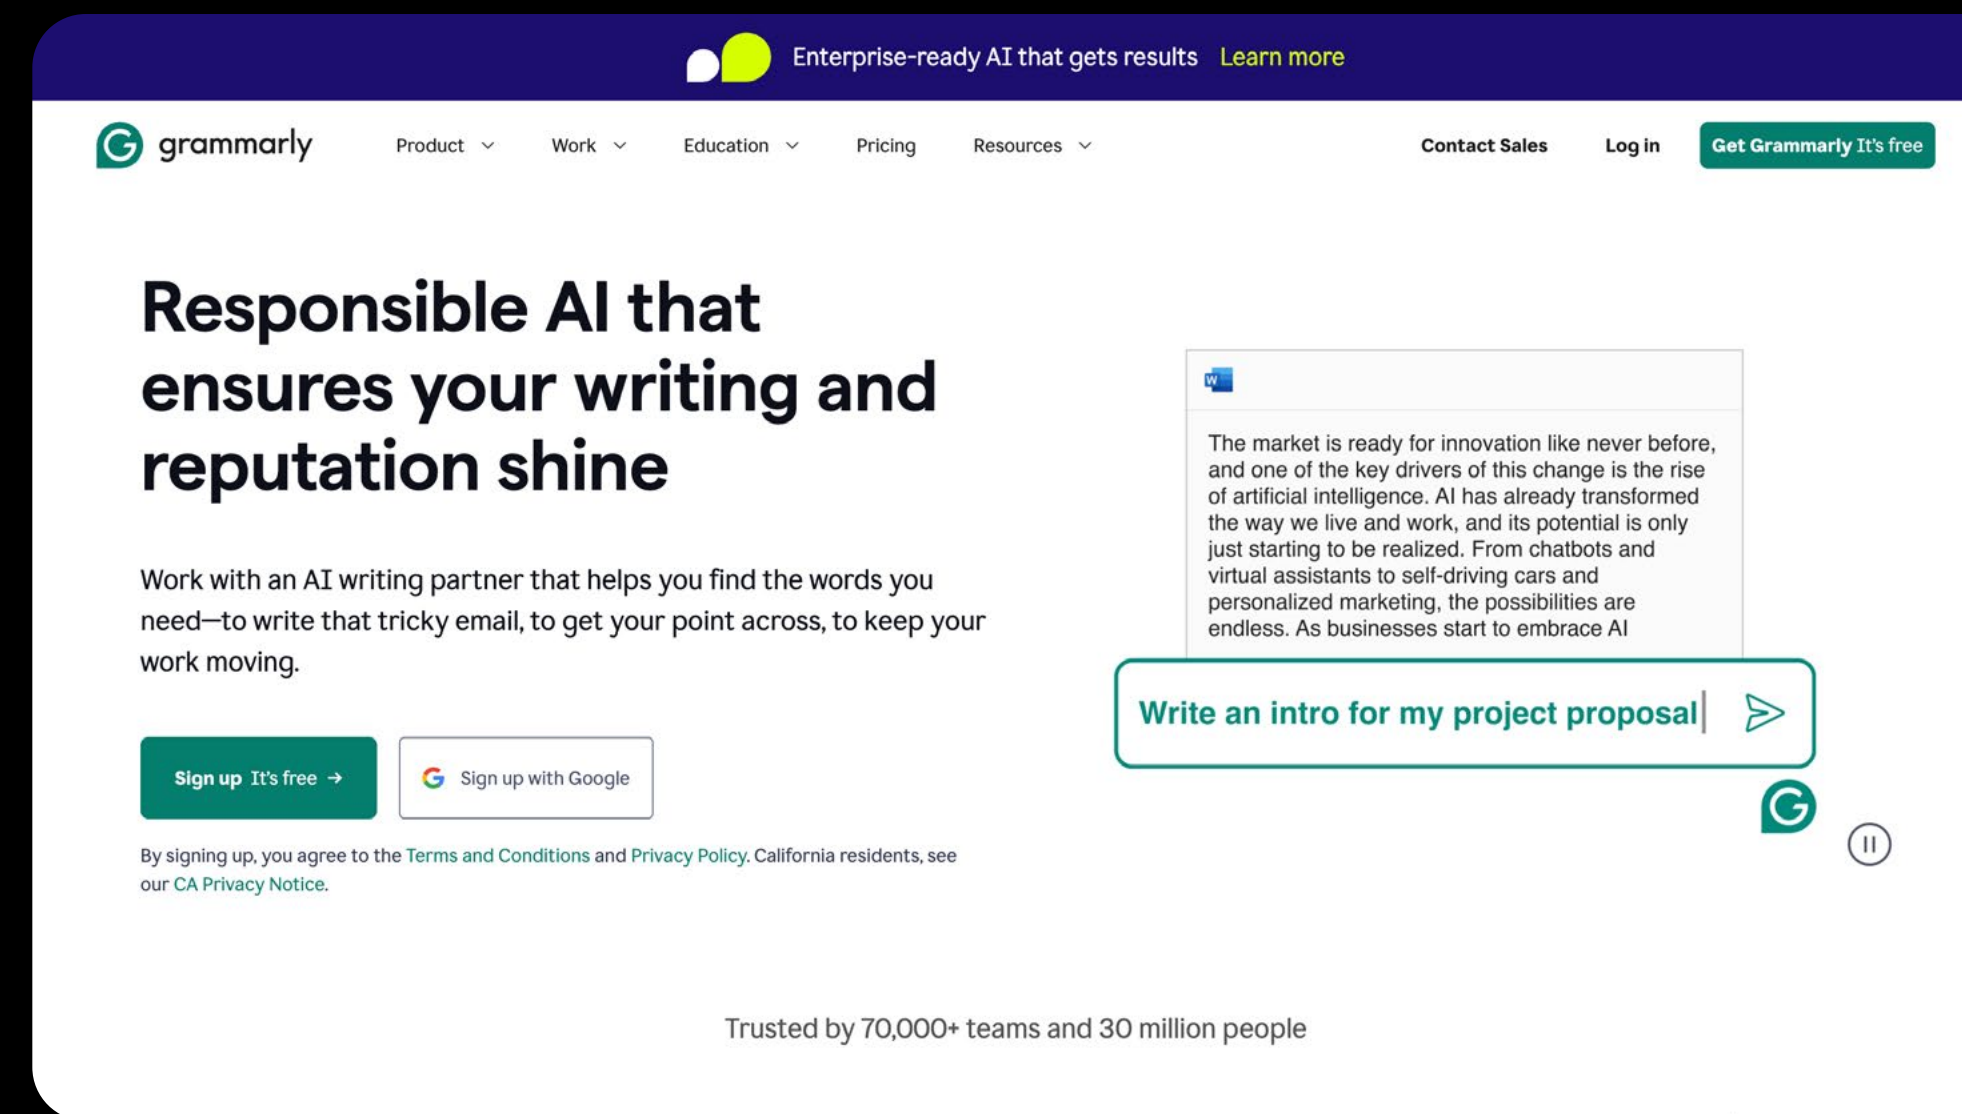 Enterprise-ready AI that gets results Learn more
grammarly Product Work Education Pricing Resources Contact Sales Log in Get Grammarly It's free
Responsible AI that
ensures your writing and
reputation shine
Work with an AI writing partner that helps you find the words you
need—to write that tricky email, to get your point across, to keep your
work moving.
Sign up It's free → Sign up with Google
By signing up, you agree to the Terms and Conditions and Privacy Policy. California residents, see
our CA Privacy Notice.
W
The market is ready for innovation like never before,
and one of the key drivers of this change is the rise
of artificial intelligence. AI has already transformed
the way we live and work, and its potential is only
just starting to be realized. From chatbots and
virtual assistants to self-driving cars and
personalized marketing, the possibilities are
endless. As businesses start to embrace AI
Write an intro for my project proposal
Trusted by 70,000+ teams and 30 million people